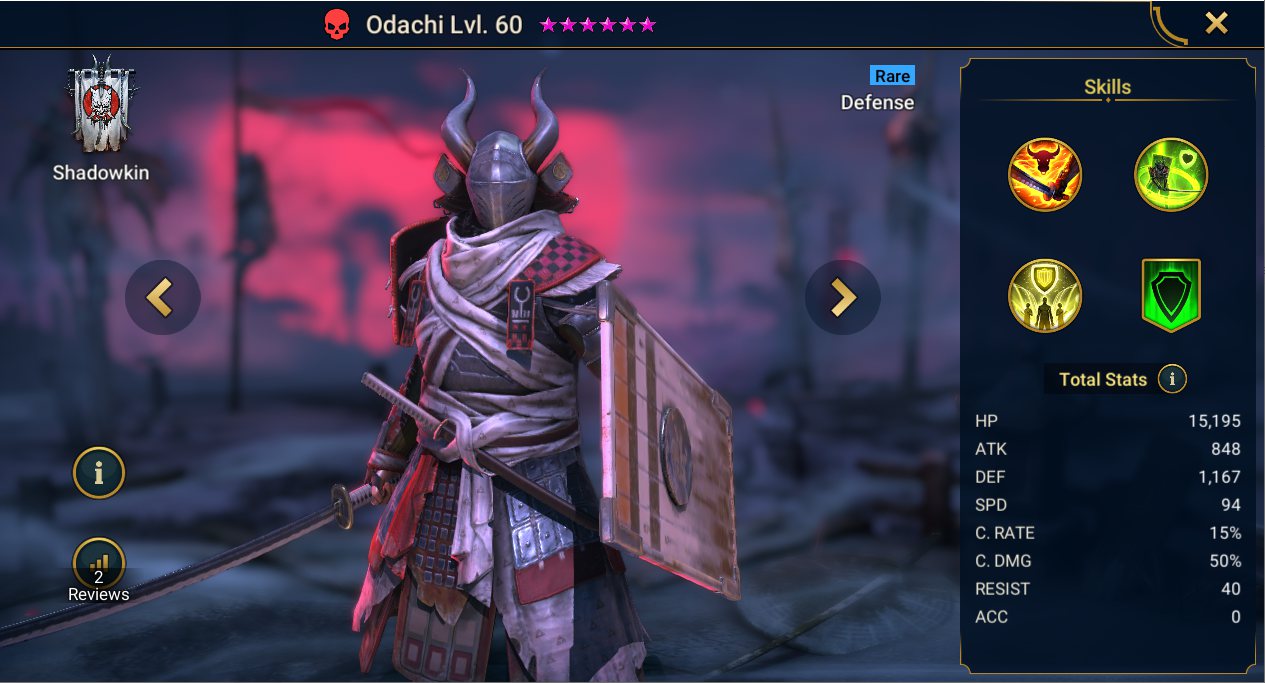 Odachi Lvl. 60
Shadowkin
Rare
Defense
2
Reviews
Skills
Total Stats
HP 15,195
ATK 848
DEF 1,167
SPD 94
C. RATE 15%
C. DMG 50%
RESIST 40
ACC 0